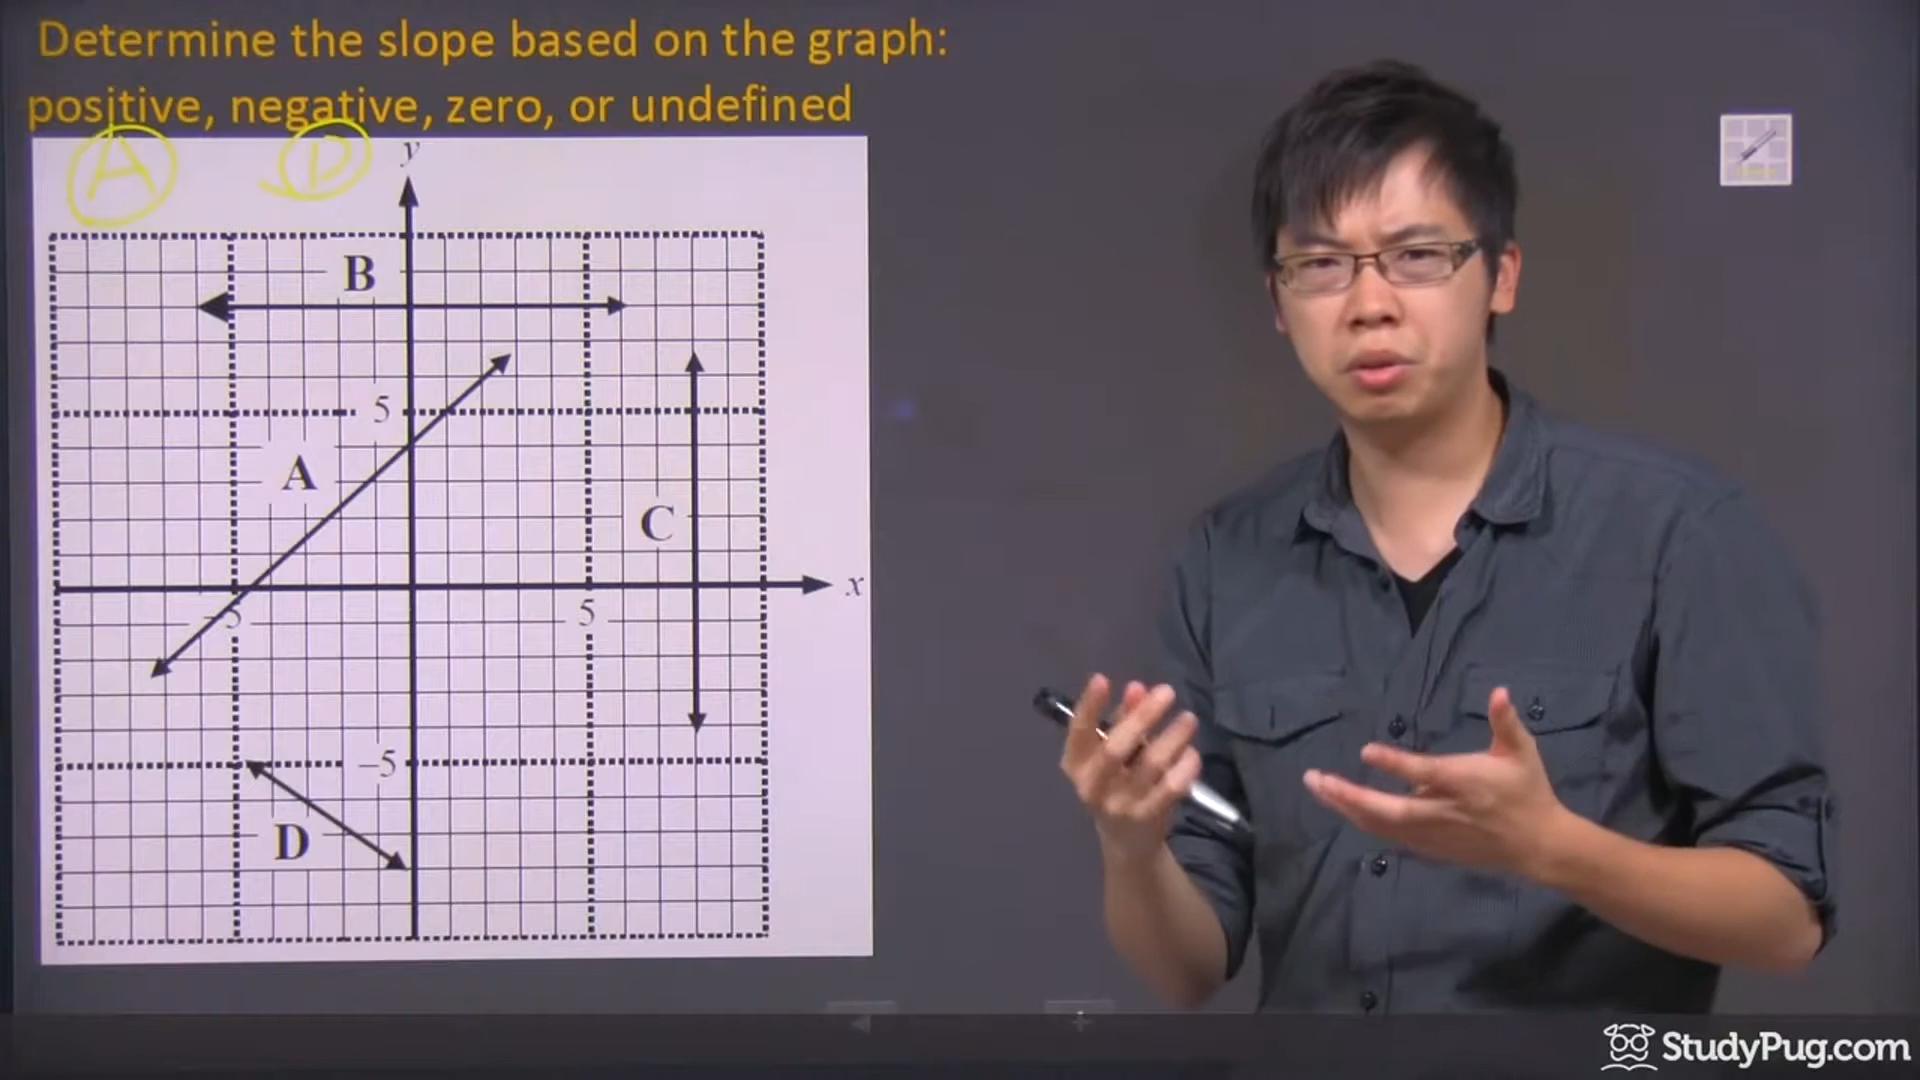 Determine the slope based on the graph:
positive, negative, zero, or undefined
A D
y
B
5
A
C
x
–5
5
–5
D
StudyPug.com